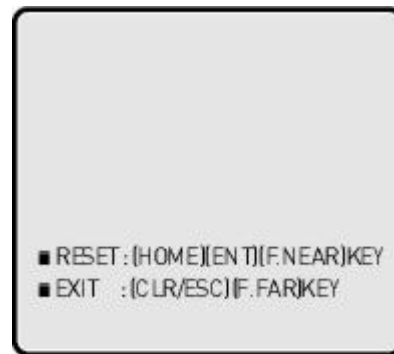 ■ RESET : (HOME)(ENT)(F.NEAR)KEY
■ EXIT : (CLR/ESC)(F.FAR)KEY